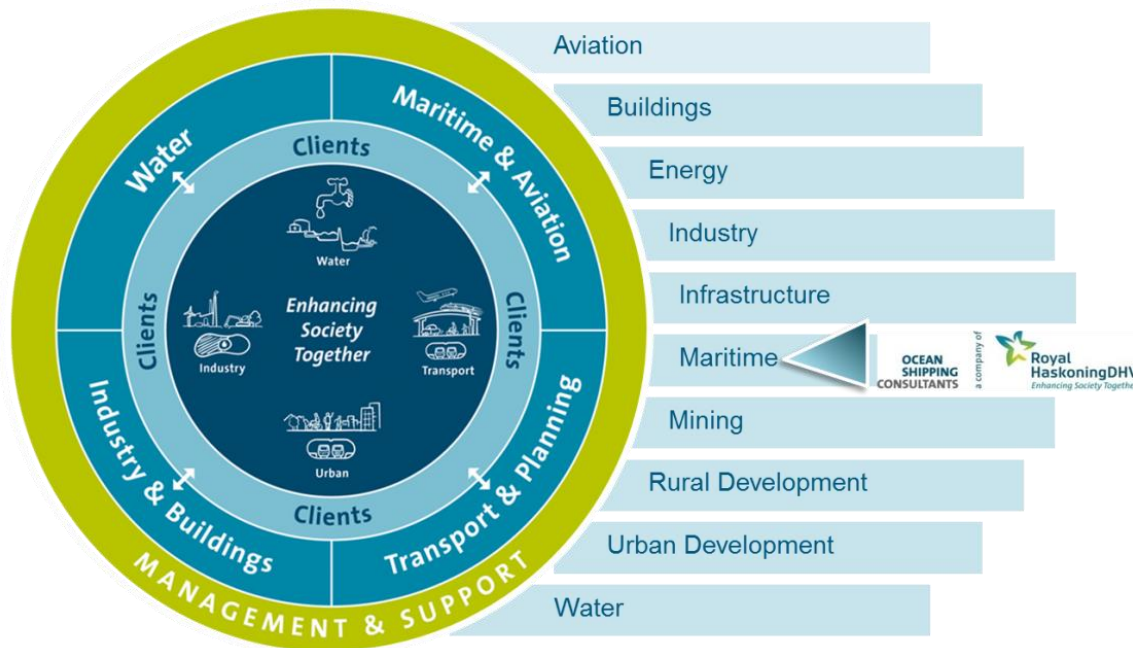 Water
Maritime & Aviation
Industry & Buildings
Transport & Planning
MANAGEMENT & SUPPORT
Clients
Clients
Clients
Clients
Water
Enhancing
Society
Together
Industry
Transport
Urban
Aviation
Buildings
Energy
Industry
Infrastructure
Maritime
OCEAN
SHIPPING
CONSULTANTS
a company of
Royal
HaskoningDHV
Enhancing Society Together
Mining
Rural Development
Urban Development
Water